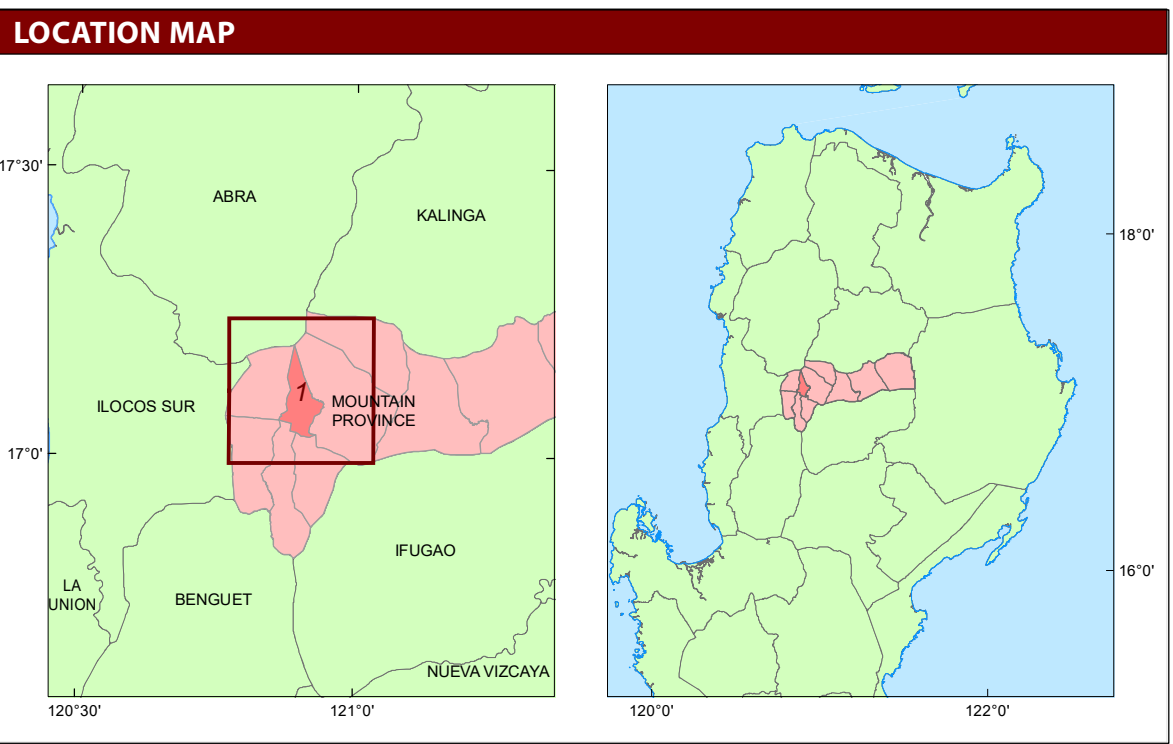 LOCATION MAP
17°30'
ABRA
KALINGA
1
MOUNTAIN
PROVINCE
ILOCOS SUR
17°0'
IFUGAO
LA
UNION
BENGUET
NUEVA VIZCAYA
120°30'
121°0'
18°0'
16°0'
120°0'
122°0'